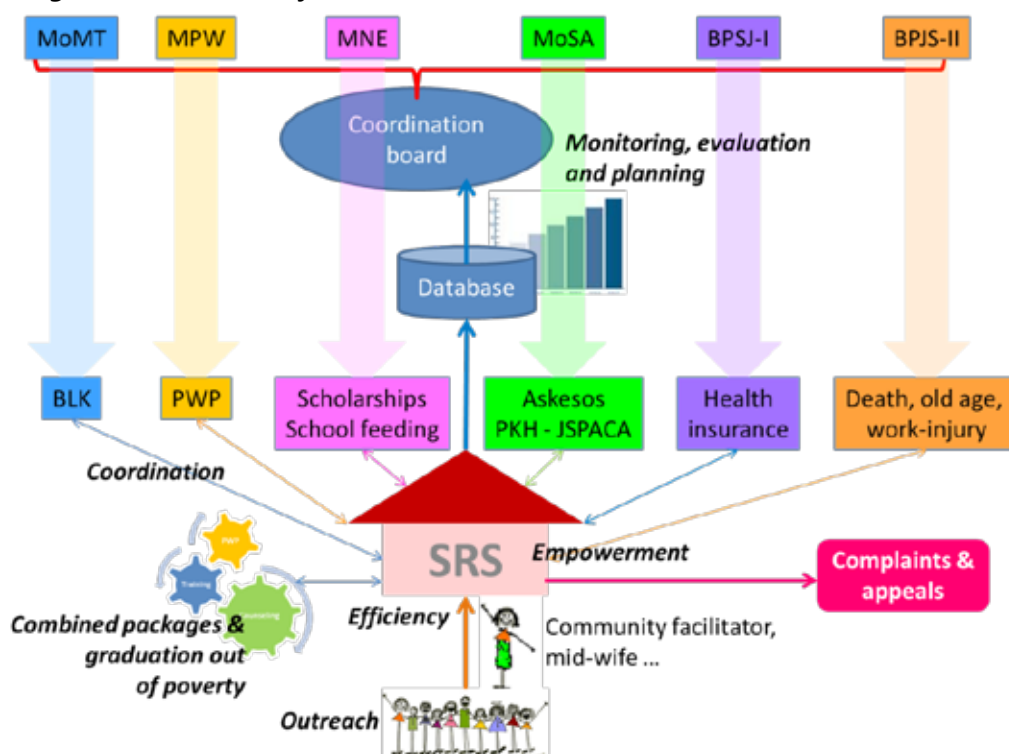 MoMT
MPW
MNE
MoSA
BPSJ-I
BPJS-II
Coordination
board
Monitoring, evaluation
and planning
Database
BLK
PWP
Scholarships
School feeding
Askesos
PKH - JSPACA
Health
insurance
Death, old age,
work-injury
Coordination
SRS
Empowerment
Complaints &
appeals
PWP
Training
Combined packages &
graduation out
of poverty
Efficiency
Community facilitator,
mid-wife ...
Outreach